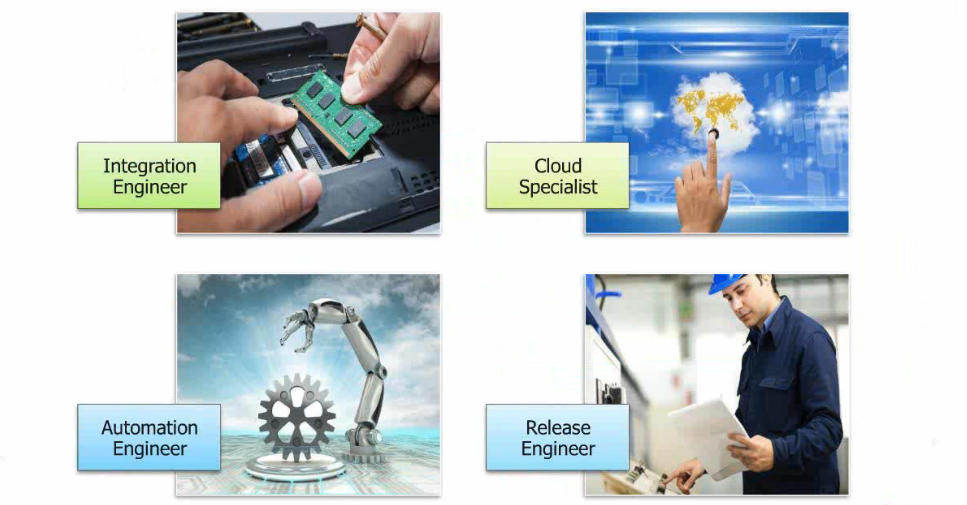 Integration
Engineer
Cloud
Specialist
Automation
Engineer
Release
Engineer